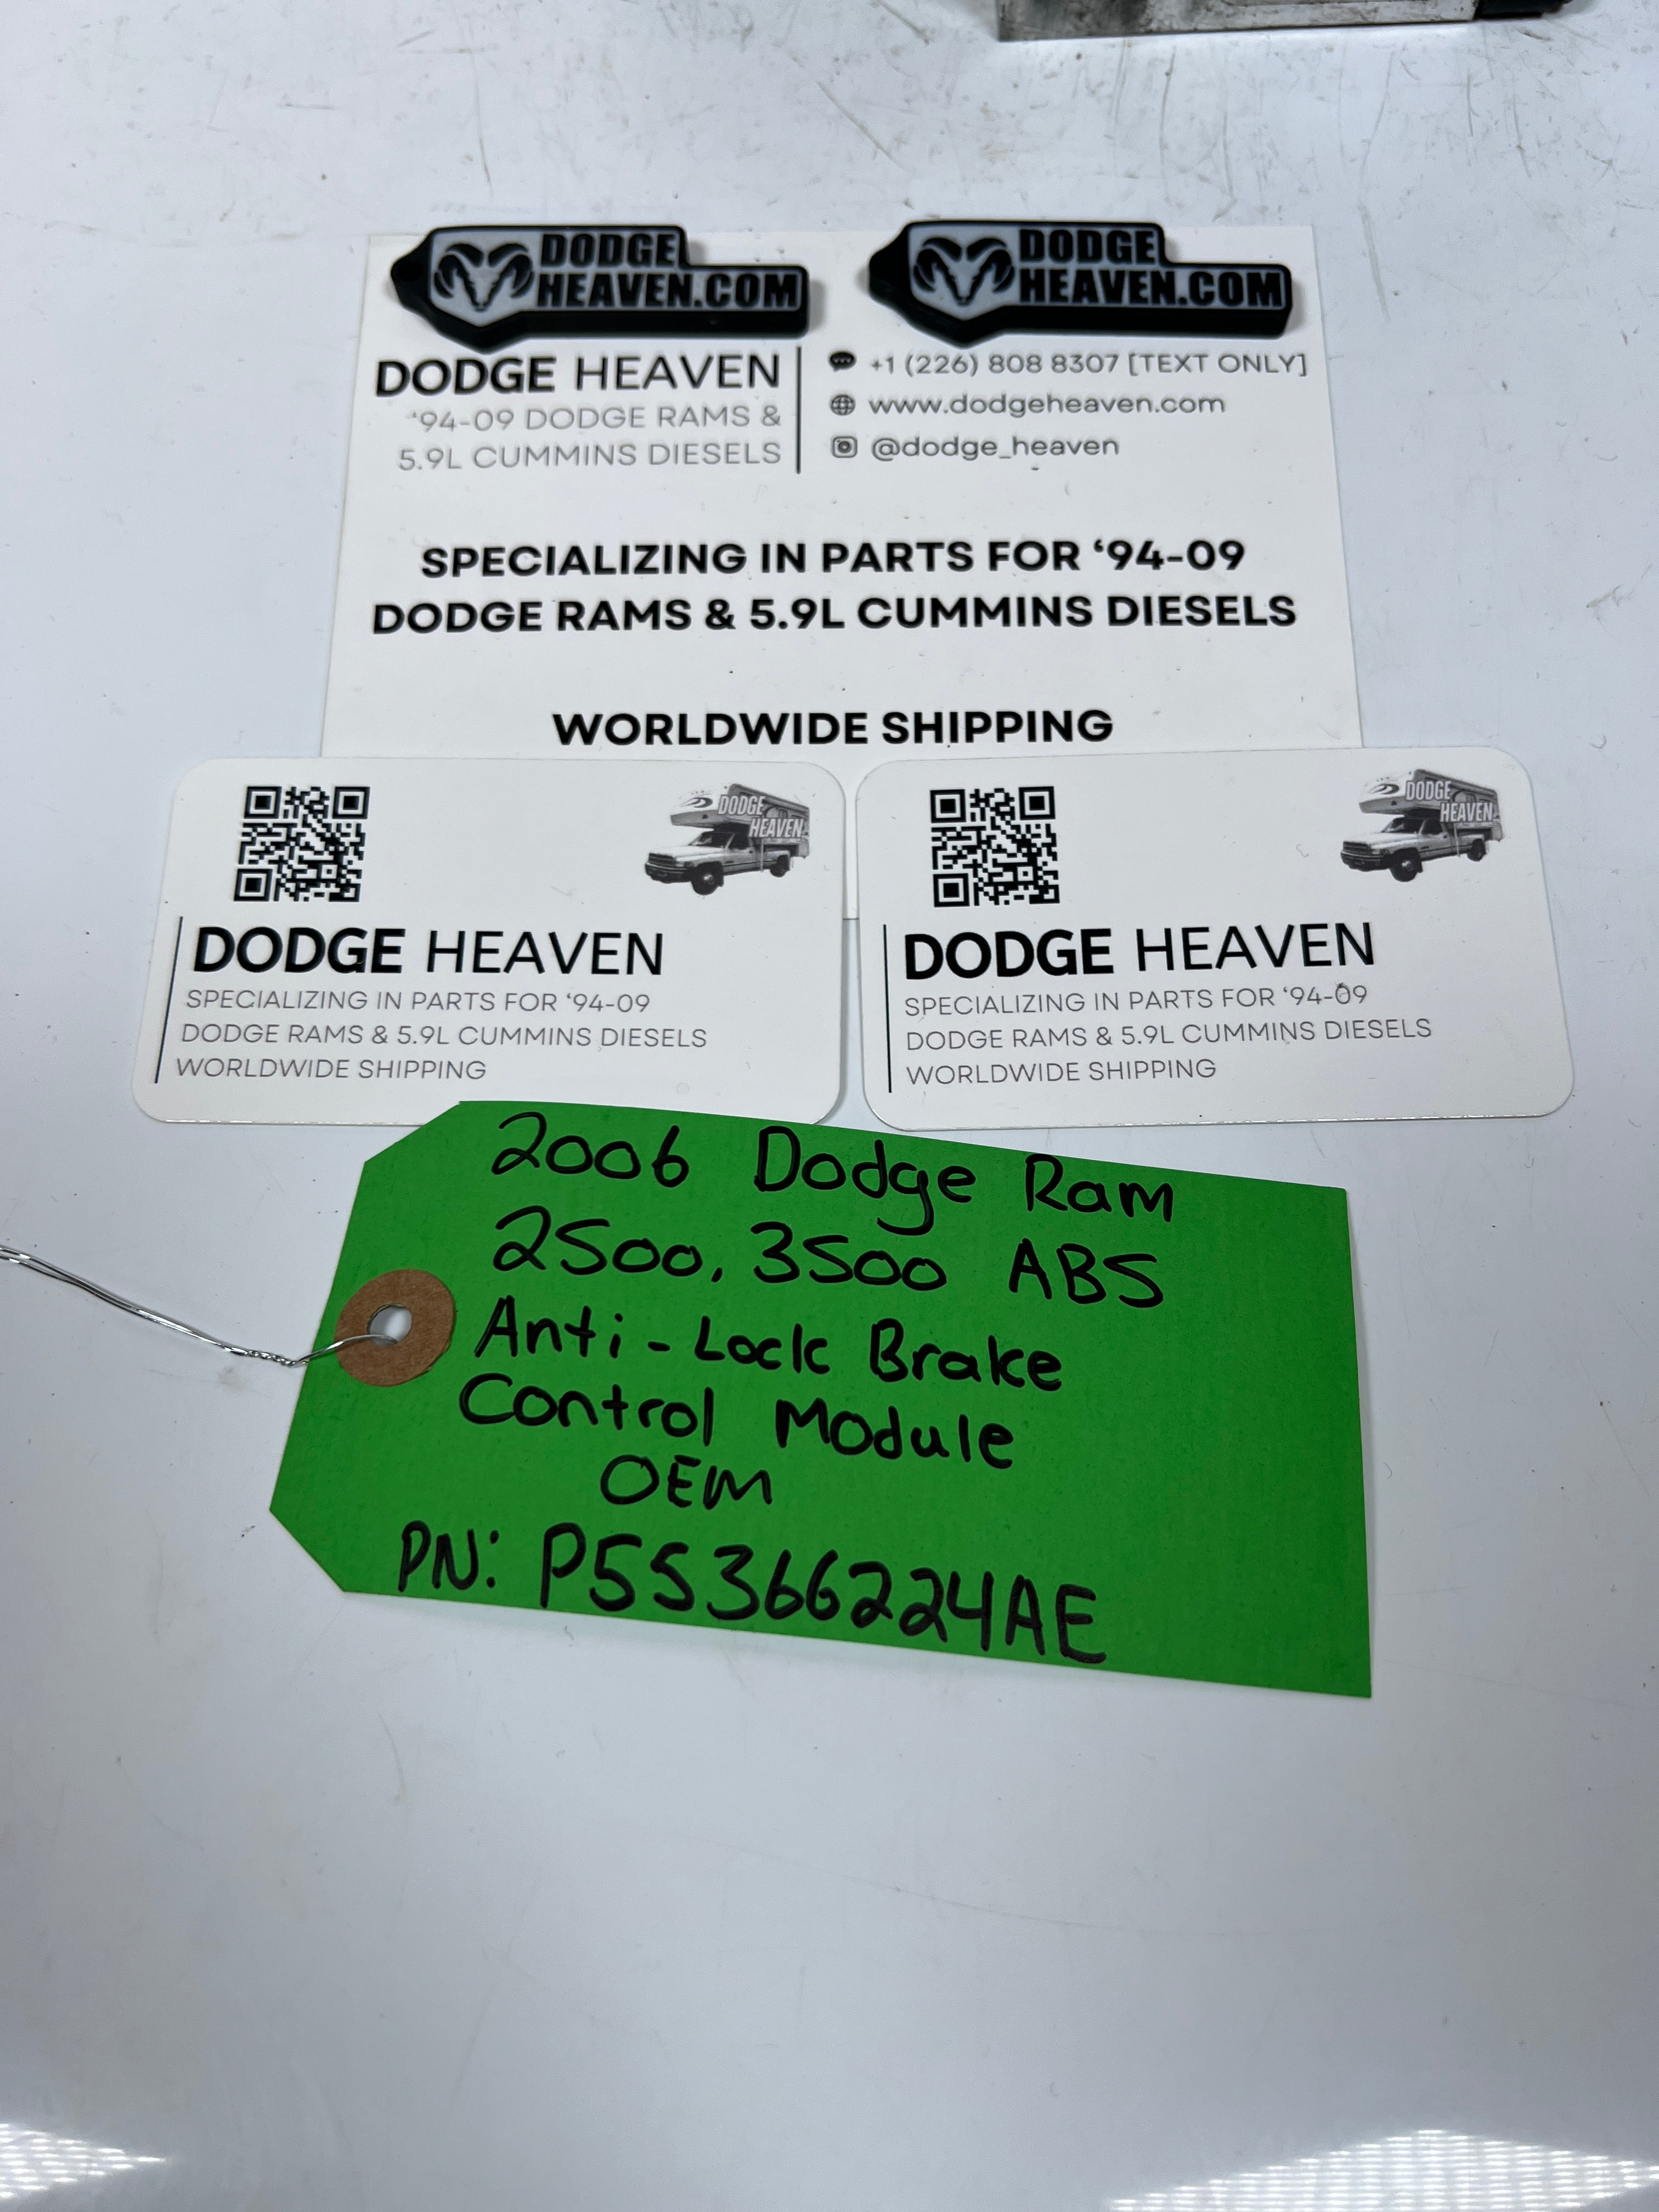 DODGE
HEAVEN.COM
DODGE
HEAVEN.COM
DODGE HEAVEN
'94-09 DODGE RAMS &
5.9L CUMMINS DIESELS
+1 (226) 808 8307 [TEXT ONLY]
www.dodgeheaven.com
@dodge_heaven
SPECIALIZING IN PARTS FOR ‘94-09
DODGE RAMS & 5.9L CUMMINS DIESELS
WORLDWIDE SHIPPING
DODGE
HEAVEN
DODGE HEAVEN
SPECIALIZING IN PARTS FOR ‘94-09
DODGE RAMS & 5.9L CUMMINS DIESELS
WORLDWIDE SHIPPING
DODGE
HEAVEN
DODGE HEAVEN
SPECIALIZING IN PARTS FOR ‘94-09
DODGE RAMS & 5.9L CUMMINS DIESELS
WORLDWIDE SHIPPING
2006 Dodge Ram
2500, 3500 ABS
Anti-Lock Brake
Control Module
OEM
PN: P55366224AE